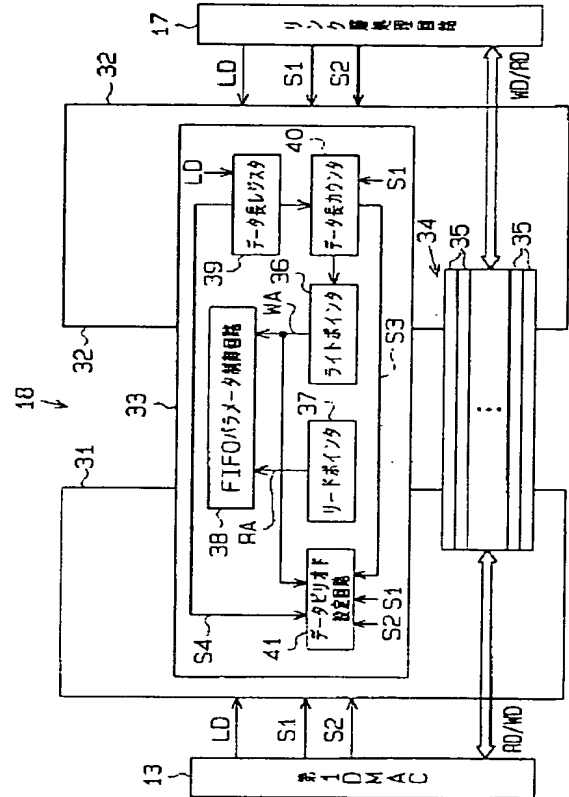 18
31
32
32
17
リンク層処理回路
LD
S1
S2
WD/RD
33
LD
39
データ長レジスタ
40
データ長カウンタ
S1
38
FIFOパラメータ制御回路
WA
36
ライトポインタ
RA
37
リードポインタ
S3
S4
41
データピリオド
設定回路
S2
S1
34
35
35
13
第1DMAC
LD
S1
S2
RD/WD